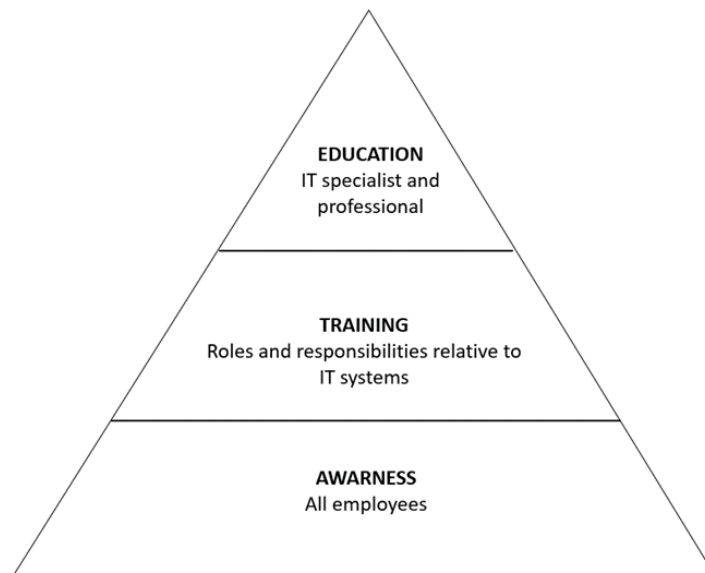 EDUCATION
IT specialist and
professional
TRAINING
Roles and responsibilities relative to
IT systems
AWARNESS
All employees